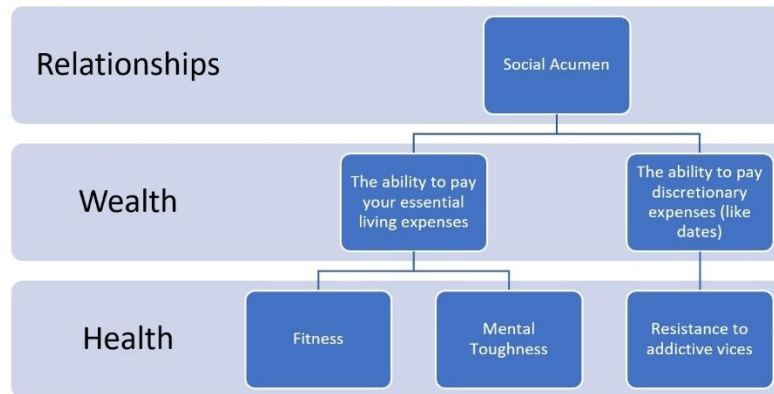 Relationships
Social Acumen
Wealth
The ability to pay
your essential
living expenses
The ability to pay
discretionary
expenses (like
dates)
Health
Fitness
Mental
Toughness
Resistance to
addictive vices